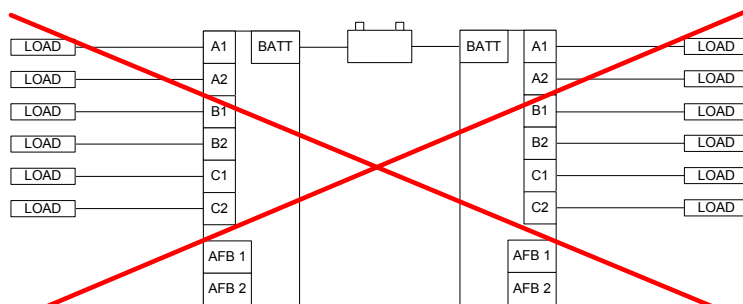 LOAD A1 BATT BATT A1 LOAD
LOAD A2 A2 LOAD
LOAD B1 B1 LOAD
LOAD B2 B2 LOAD
LOAD C1 C1 LOAD
LOAD C2 C2 LOAD
AFB 1 AFB 1
AFB 2 AFB 2